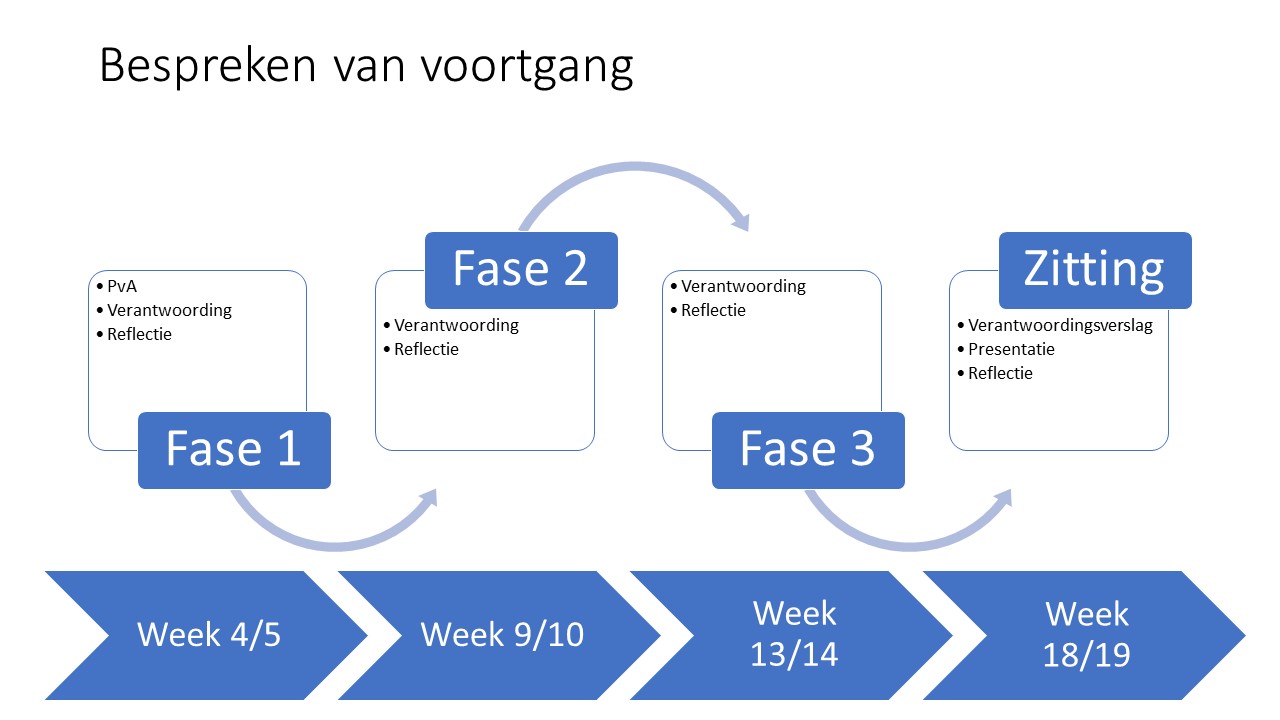 Bespreken van voortgang
• PvA
• Verantwoording
• Reflectie
Fase 1
Fase 2
• Verantwoording
• Reflectie
• Verantwoording
• Reflectie
Fase 3
Zitting
• Verantwoordingsverslag
• Presentatie
• Reflectie
Week 4/5
Week 9/10
Week
13/14
Week
18/19